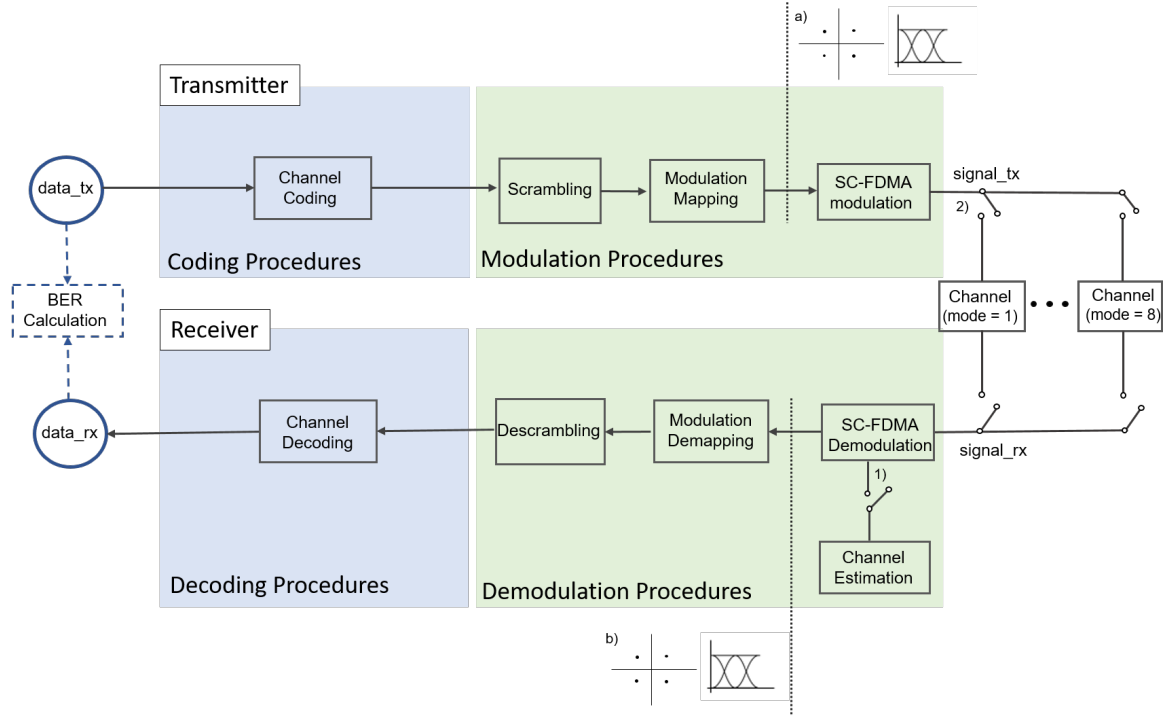 a)
Transmitter
data_tx
Channel
Coding
Scrambling
Modulation
Mapping
SC-FDMA
modulation
signal_tx
2)
Coding Procedures
Modulation Procedures
BER
Calculation
Channel
(mode = 1)
Channel
(mode = 8)
Receiver
data_rx
Channel
Decoding
Descrambling
Modulation
Demapping
SC-FDMA
Demodulation
signal_rx
1)
Channel
Estimation
Decoding Procedures
Demodulation Procedures
b)